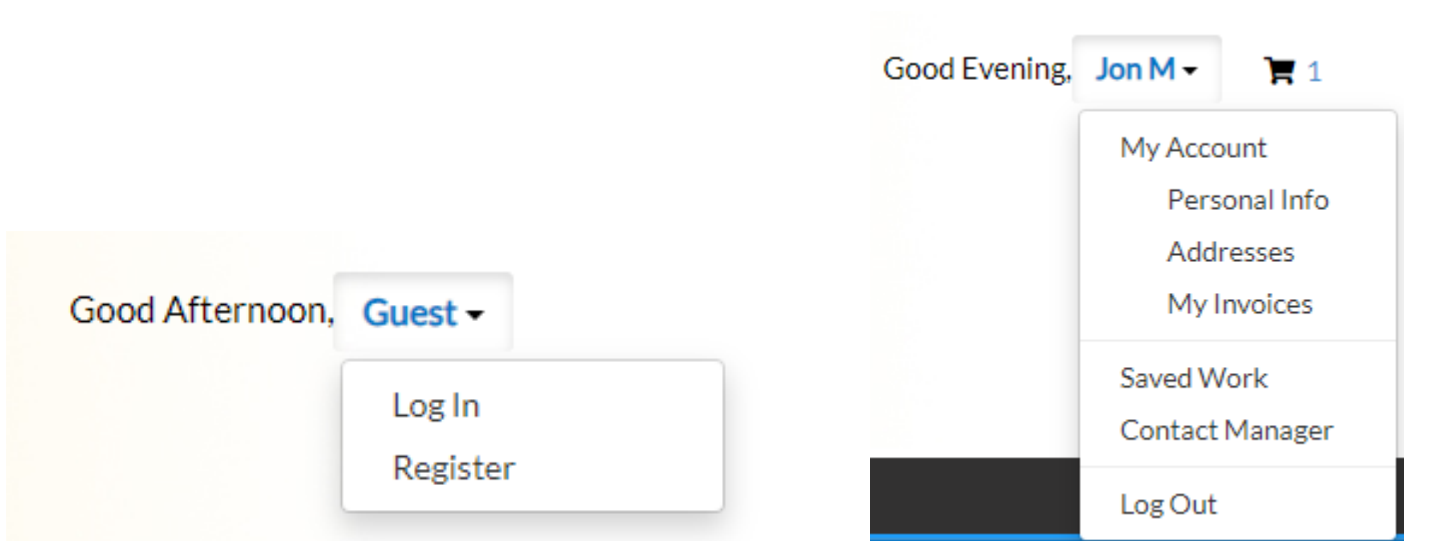 Good Afternoon, Guest
Log In
Register
Good Evening, Jon M 1
My Account
Personal Info
Addresses
My Invoices
Saved Work
Contact Manager
Log Out